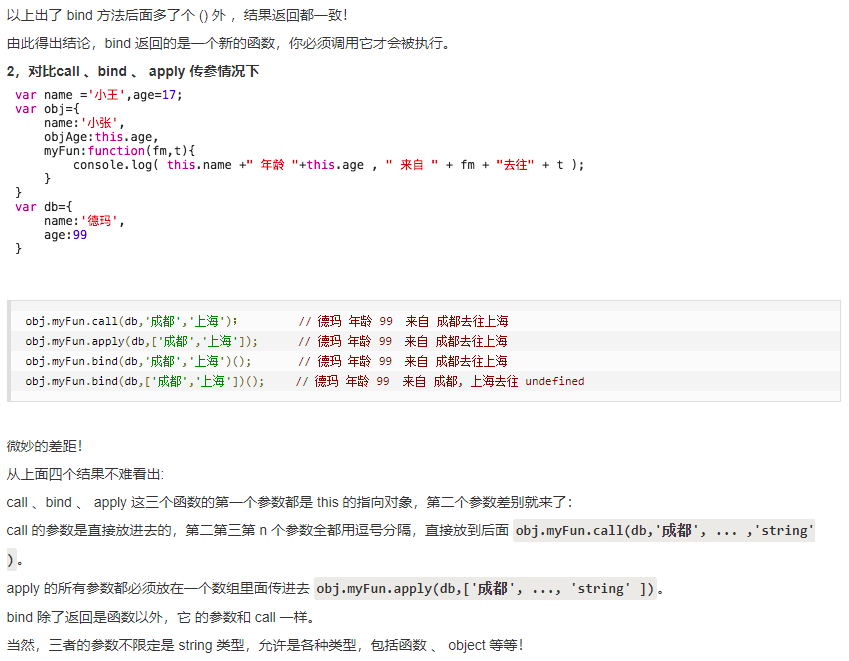 以上出了 bind 方法后面多了个 () 外 ，结果返回都一致！
由此得出结论，bind 返回的是一个新的函数，你必须调用它才会被执行。
2，对比call 、bind 、 apply 传参情况下
var name ='小王',age=17;
var obj={
    name:'小张',
    objAge:this.age,
    myFun:function(fm,t){
        console.log( this.name +" 年龄 "+this.age , " 来自 " + fm + "去往" + t );
    }
}
var db={
    name:'德玛',
    age:99
}
obj.myFun.call(db,'成都','上海');　　　　 // 德玛 年龄 99  来自 成都去往上海
obj.myFun.apply(db,['成都','上海']);      // 德玛 年龄 99  来自 成都去往上海
obj.myFun.bind(db,'成都','上海')();       // 德玛 年龄 99  来自 成都去往上海
obj.myFun.bind(db,['成都','上海'])();　　 // 德玛 年龄 99  来自 成都, 上海去往 undefined
微妙的差距！
从上面四个结果不难看出:
call 、bind 、 apply 这三个函数的第一个参数都是 this 的指向对象，第二个参数差别就来了：
call 的参数是直接放进去的，第二第三第 n 个参数全都用逗号分隔，直接放到后面 obj.myFun.call(db,'成都', ... ,'string'
)。
apply 的所有参数都必须放在一个数组里面传进去 obj.myFun.apply(db,['成都', ..., 'string' ])。
bind 除了返回是函数以外，它 的参数和 call 一样。
当然，三者的参数不限定是 string 类型，允许是各种类型，包括函数 、 object 等等！